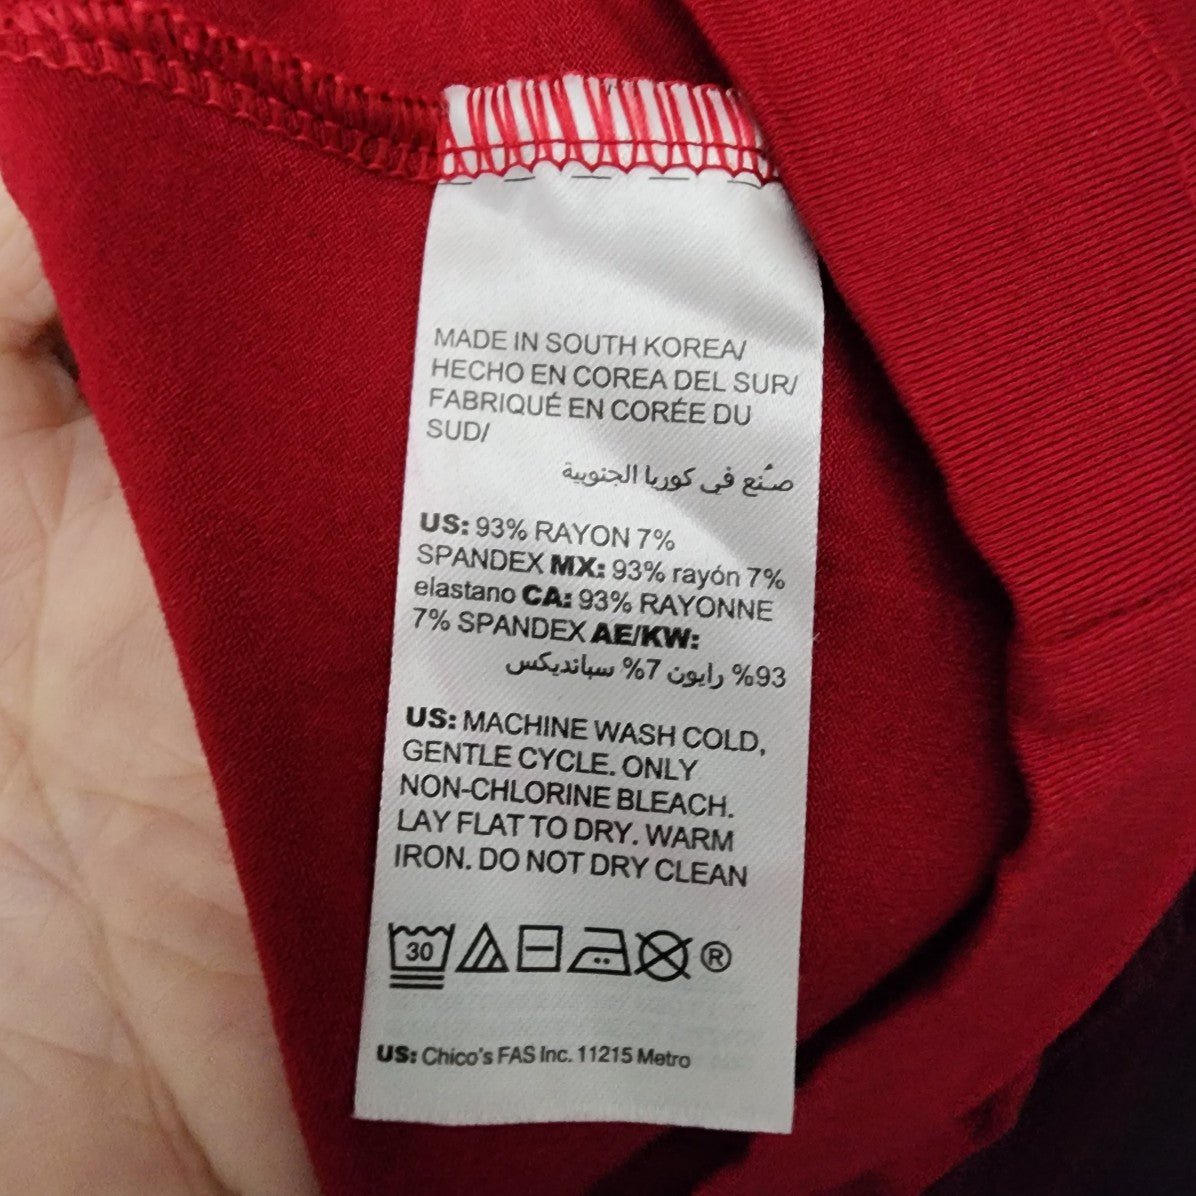 MADE IN SOUTH KOREA/
HECHO EN COREA DEL SUR/
FABRIQUÉ EN CORÉE DU
SUD/
صنّع في كوريا الجنوبية
US: 93% RAYON 7%
SPANDEX MX: 93% rayón 7%
elastano CA: 93% RAYONNE
7% SPANDEX AE/KW:
93% رايون 7% سبانديكس
US: MACHINE WASH COLD,
GENTLE CYCLE. ONLY
NON-CHLORINE BLEACH.
LAY FLAT TO DRY. WARM
IRON. DO NOT DRY CLEAN
30 ®
US: Chico's FAS Inc. 11215 Metro